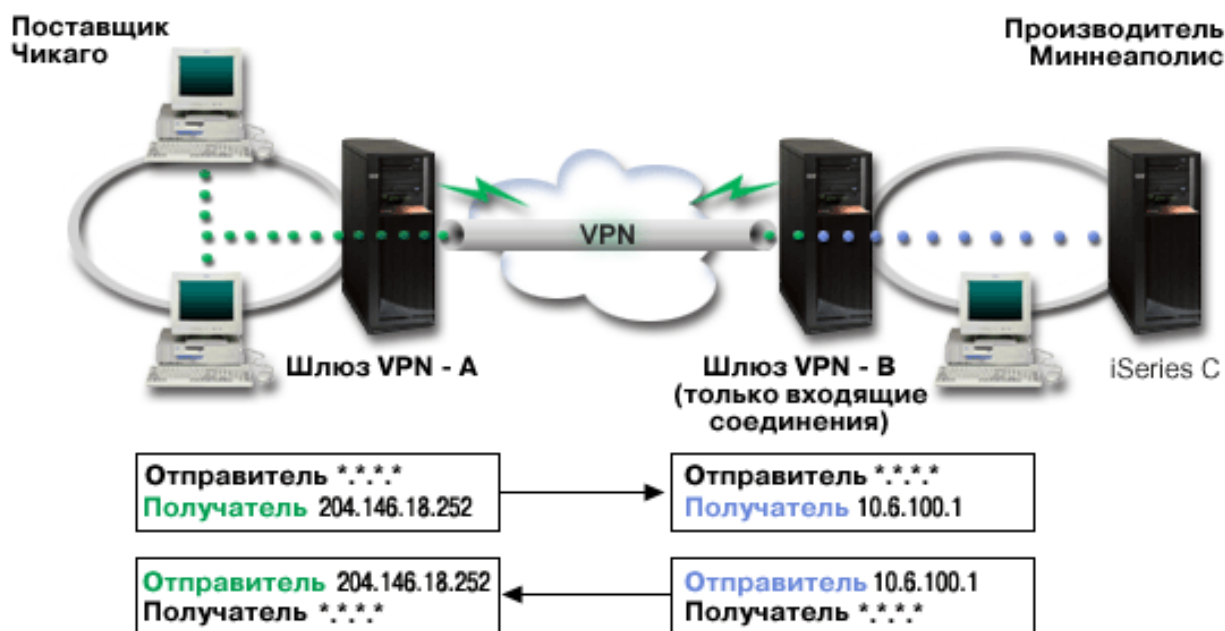 Поставщик
Чикаго
Производитель
Миннеаполис
VPN
Шлюз VPN - A
Шлюз VPN - B
(только входящие
соединения)
iSeries C
Отправитель *.*.*.*
Получатель 204.146.18.252
Отправитель *.*.*.*
Получатель 10.6.100.1
Отправитель 204.146.18.252
Получатель *.*.*.*
Отправитель 10.6.100.1
Получатель *.*.*.*